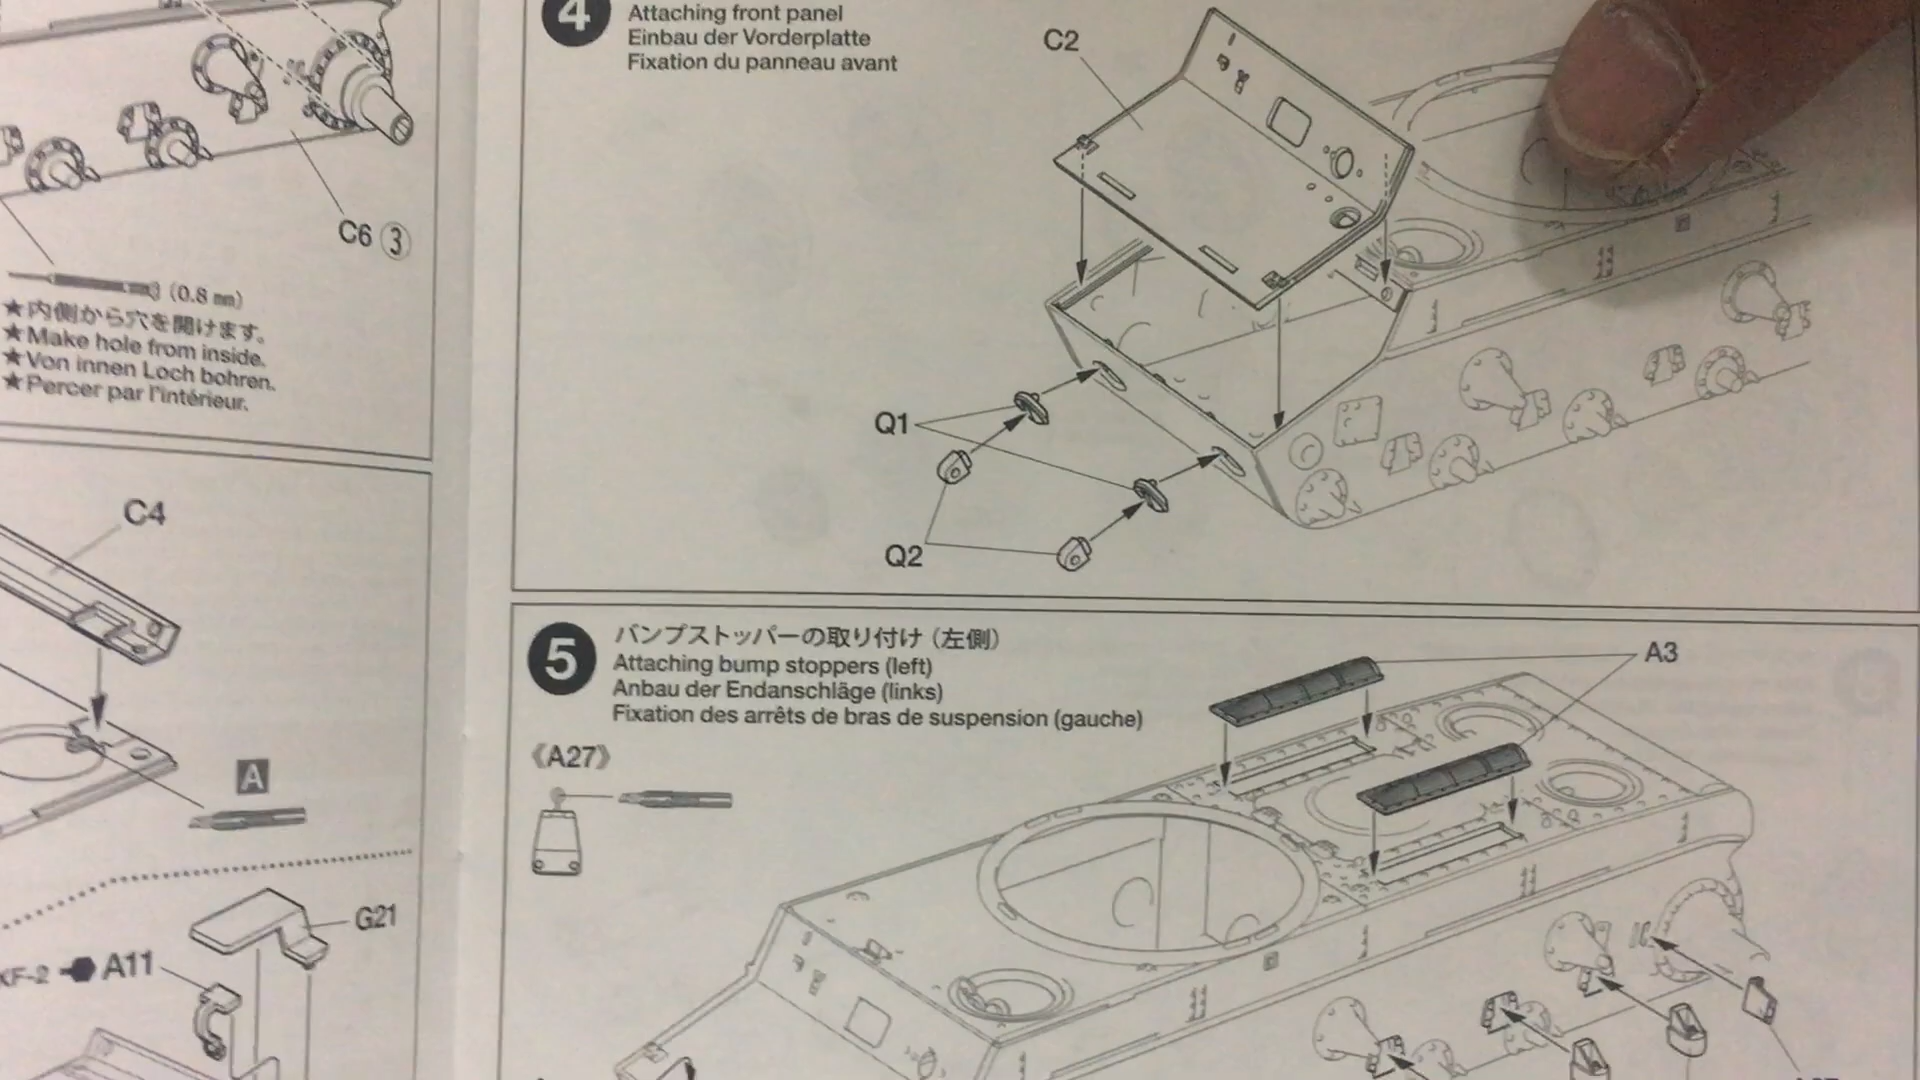 C6 ③
(0.8 mm)
★内側から穴を開けます。
★Make hole from inside.
★Von innen Loch bohren.
★Percer par l'intérieur.
C4
A
G21
KF-2 A11
4
Attaching front panel
Einbau der Vorderplatte
Fixation du panneau avant
C2
Q1
Q2
5
バンプストッパーの取り付け（左側）
Attaching bump stoppers (left)
Anbau der Endanschläge (links)
Fixation des arrêts de bras de suspension (gauche)
《A27》
A3